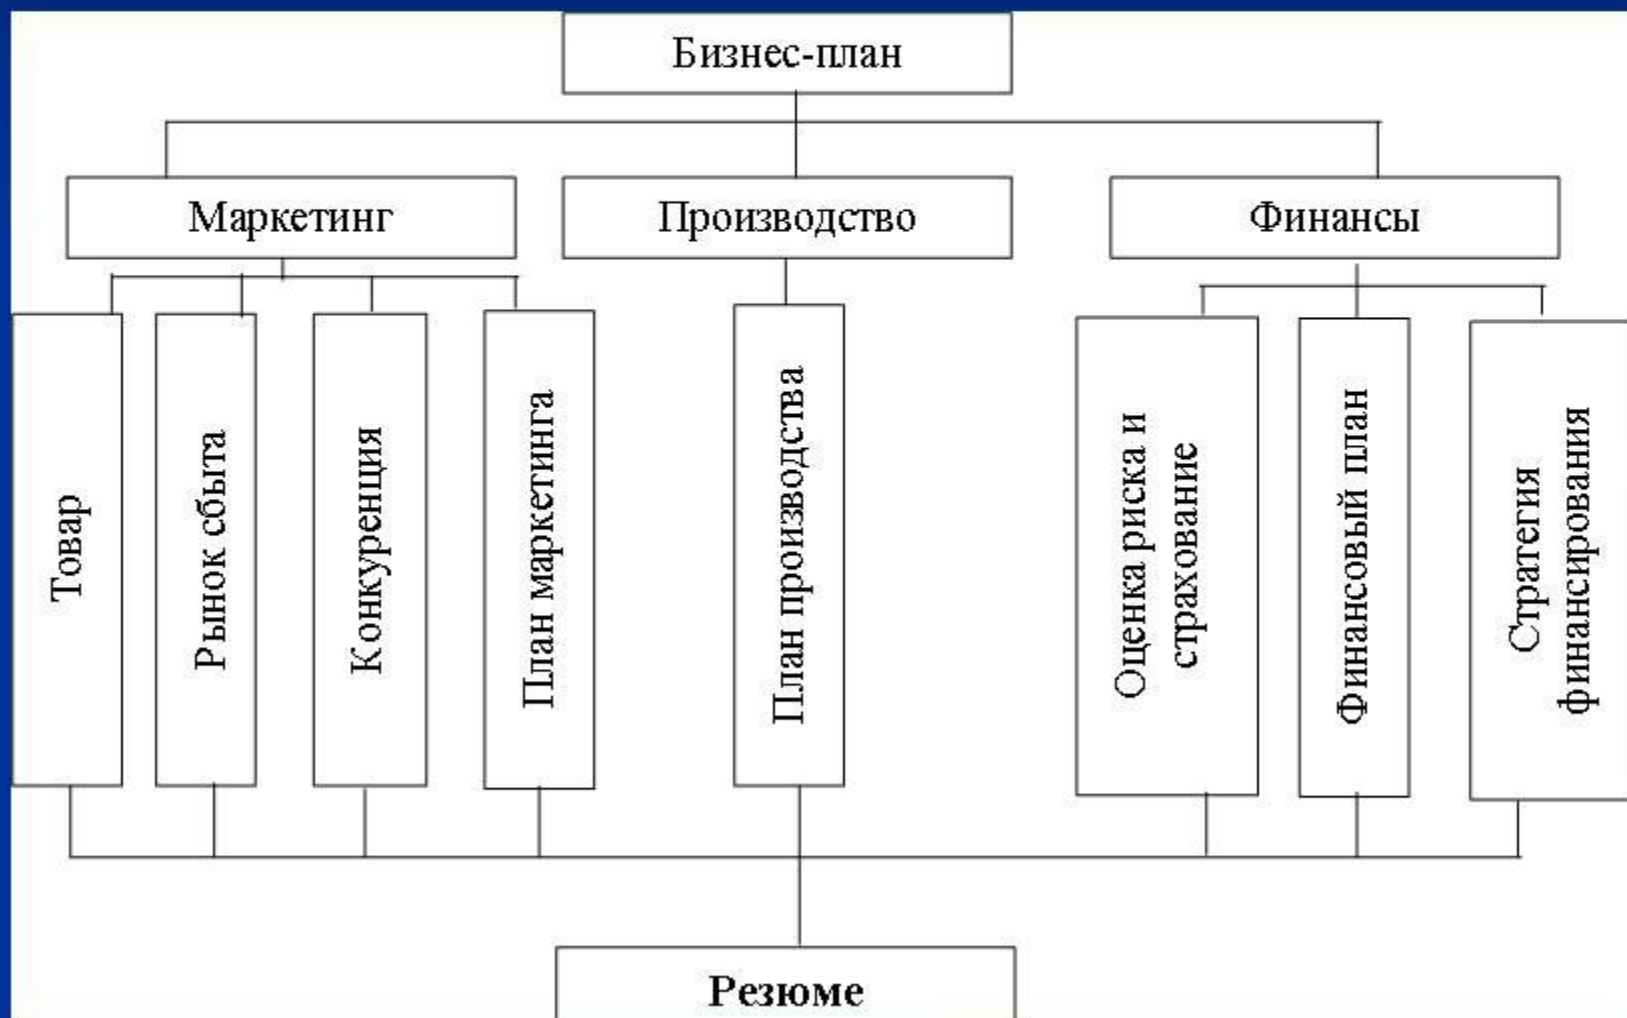 Бизнес-план
Маркетинг
Производство
Финансы
Товар
Рынок сбыта
Конкуренция
План маркетинга
План производства
Оценка риска и
страхование
Финансовый план
Стратегия
финансирования
Резюме